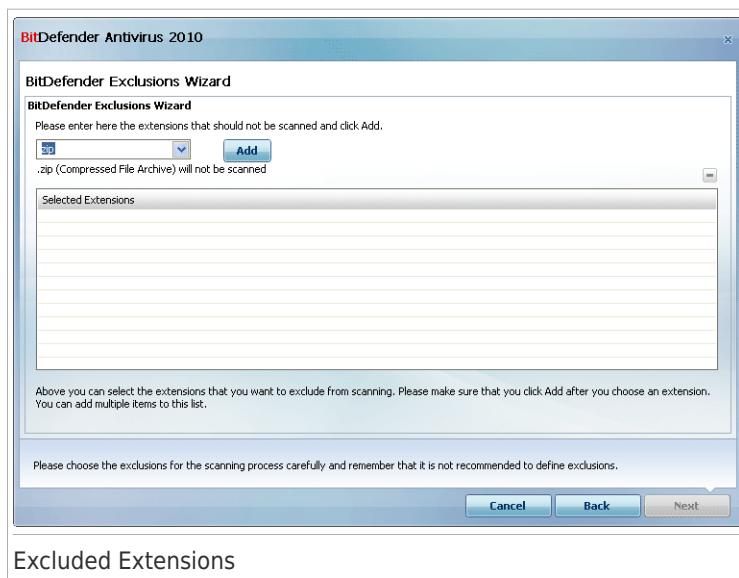 BitDefender Antivirus 2010
BitDefender Exclusions Wizard
BitDefender Exclusions Wizard
Please enter here the extensions that should not be scanned and click Add.
zip
Add
.zip (Compressed File Archive) will not be scanned
Selected Extensions
Above you can select the extensions that you want to exclude from scanning. Please make sure that you click Add after you choose an extension.
You can add multiple items to this list.
Please choose the exclusions for the scanning process carefully and remember that it is not recommended to define exclusions.
Cancel
Back
Next
Excluded Extensions